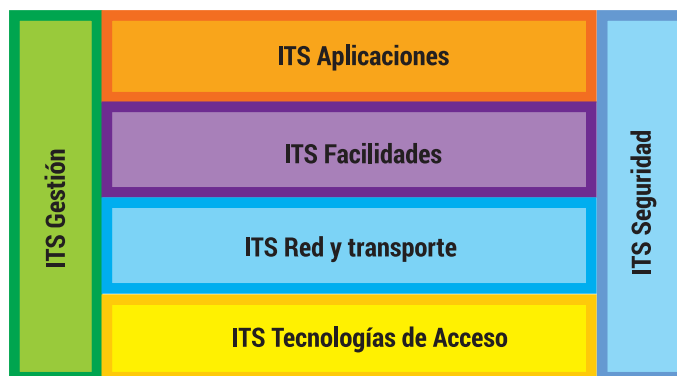 ITS Gestión
ITS Aplicaciones
ITS Facilidades
ITS Red y transporte
ITS Tecnologías de Acceso
ITS Seguridad